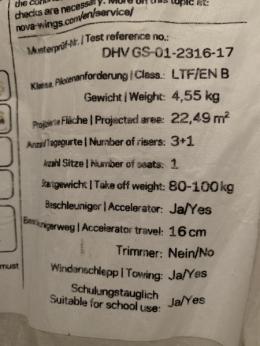 the
checks are necessary. More on this topic at:
nova-wings.com/en/service/
Musterprüf-Nr. | Test reference no.:
DHV GS-01-2316-17
Klasse, Pilotenanforderung | Class.: LTF/EN B
Gewicht | Weight: 4,55 kg
Projizierte Fläche | Projected area: 22,49 m²
Anzahl Tragegurte | Number of risers: 3+1
Anzahl Sitze | Number of seats: 1
Startgewicht | Take off weight: 80-100kg
Beschleuniger | Accelerator: Ja/Yes
Beschleunigerweg | Accelerator travel: 16 cm
Trimmer: Nein/No
Windenschlepp | Towing: Ja/Yes
must
Schulungstauglich
Suitable for school use: Ja/Yes